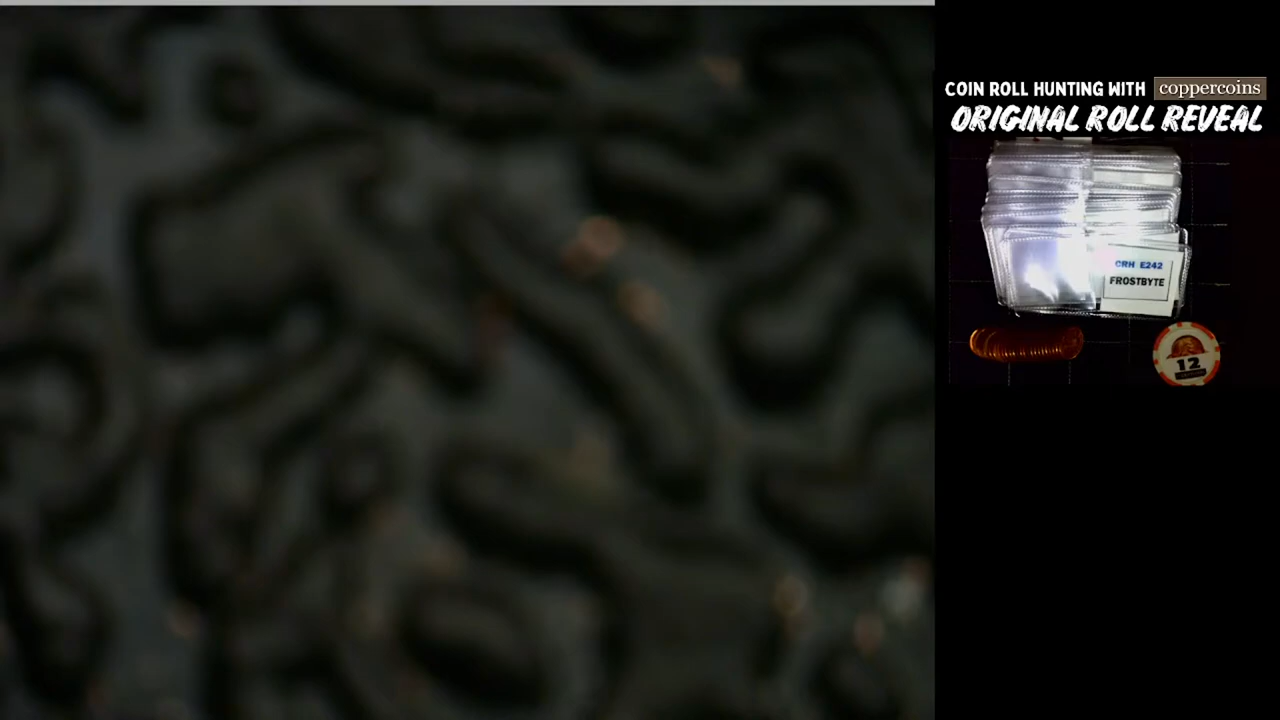 COIN ROLL HUNTING WITH coppercoins
ORIGINAL ROLL REVEAL
CRH E242
FROSTBYTE
12